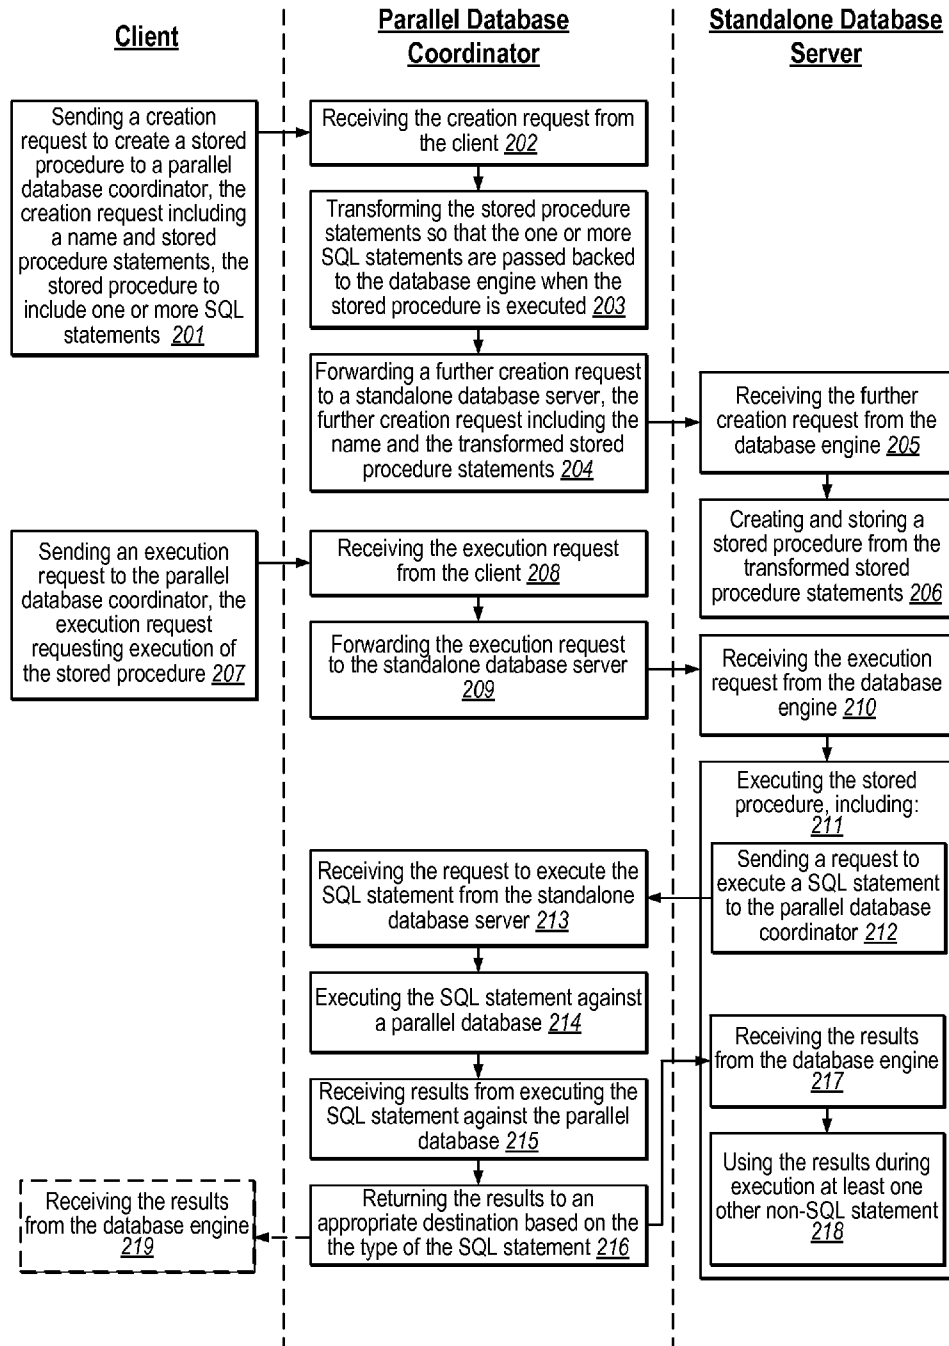 Client
Parallel Database
Coordinator
Standalone Database
Server
Sending a creation
request to create a stored
procedure to a parallel
database coordinator, the
creation request including
a name and stored
procedure statements, the
stored procedure to
include one or more SQL
statements 201
Receiving the creation request from
the client 202
Transforming the stored procedure
statements so that the one or more
SQL statements are passed backed
to the database engine when the
stored procedure is executed 203
Forwarding a further creation request
to a standalone database server, the
further creation request including the
name and the transformed stored
procedure statements 204
Receiving the further
creation request from the
database engine 205
Creating and storing a
stored procedure from the
transformed stored
procedure statements 206
Sending an execution
request to the parallel
database coordinator, the
execution request
requesting execution of
the stored procedure 207
Receiving the execution request
from the client 208
Forwarding the execution request
to the standalone database server
209
Receiving the execution
request from the database
engine 210
Executing the stored
procedure, including:
211
Sending a request to
execute a SQL statement
to the parallel database
coordinator 212
Receiving the request to execute the
SQL statement from the standalone
database server 213
Executing the SQL statement against
a parallel database 214
Receiving results from executing the
SQL statement against the parallel
database 215
Returning the results to an
appropriate destination based on the
the type of the SQL statement 216
Receiving the results
from the database engine
217
Using the results during
execution at least one
other non-SQL statement
218
Receiving the results
from the database engine
219